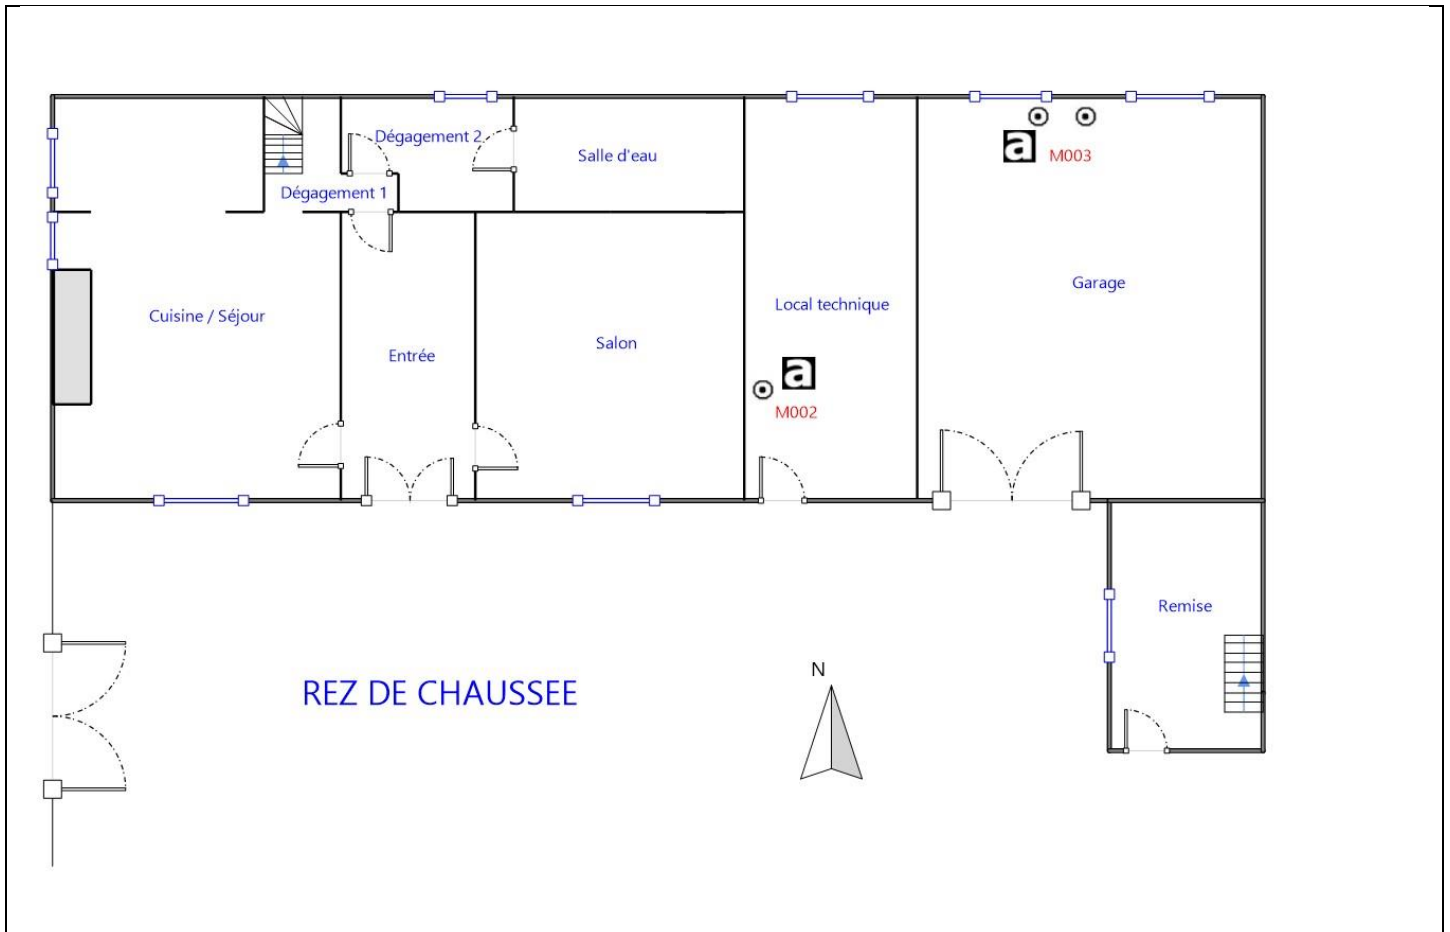 Dégagement 2
Salle d'eau
a
M003
Dégagement 1
Garage
Local technique
Cuisine / Séjour
Salon
Entrée
a
M002
Remise
N
REZ DE CHAUSSEE